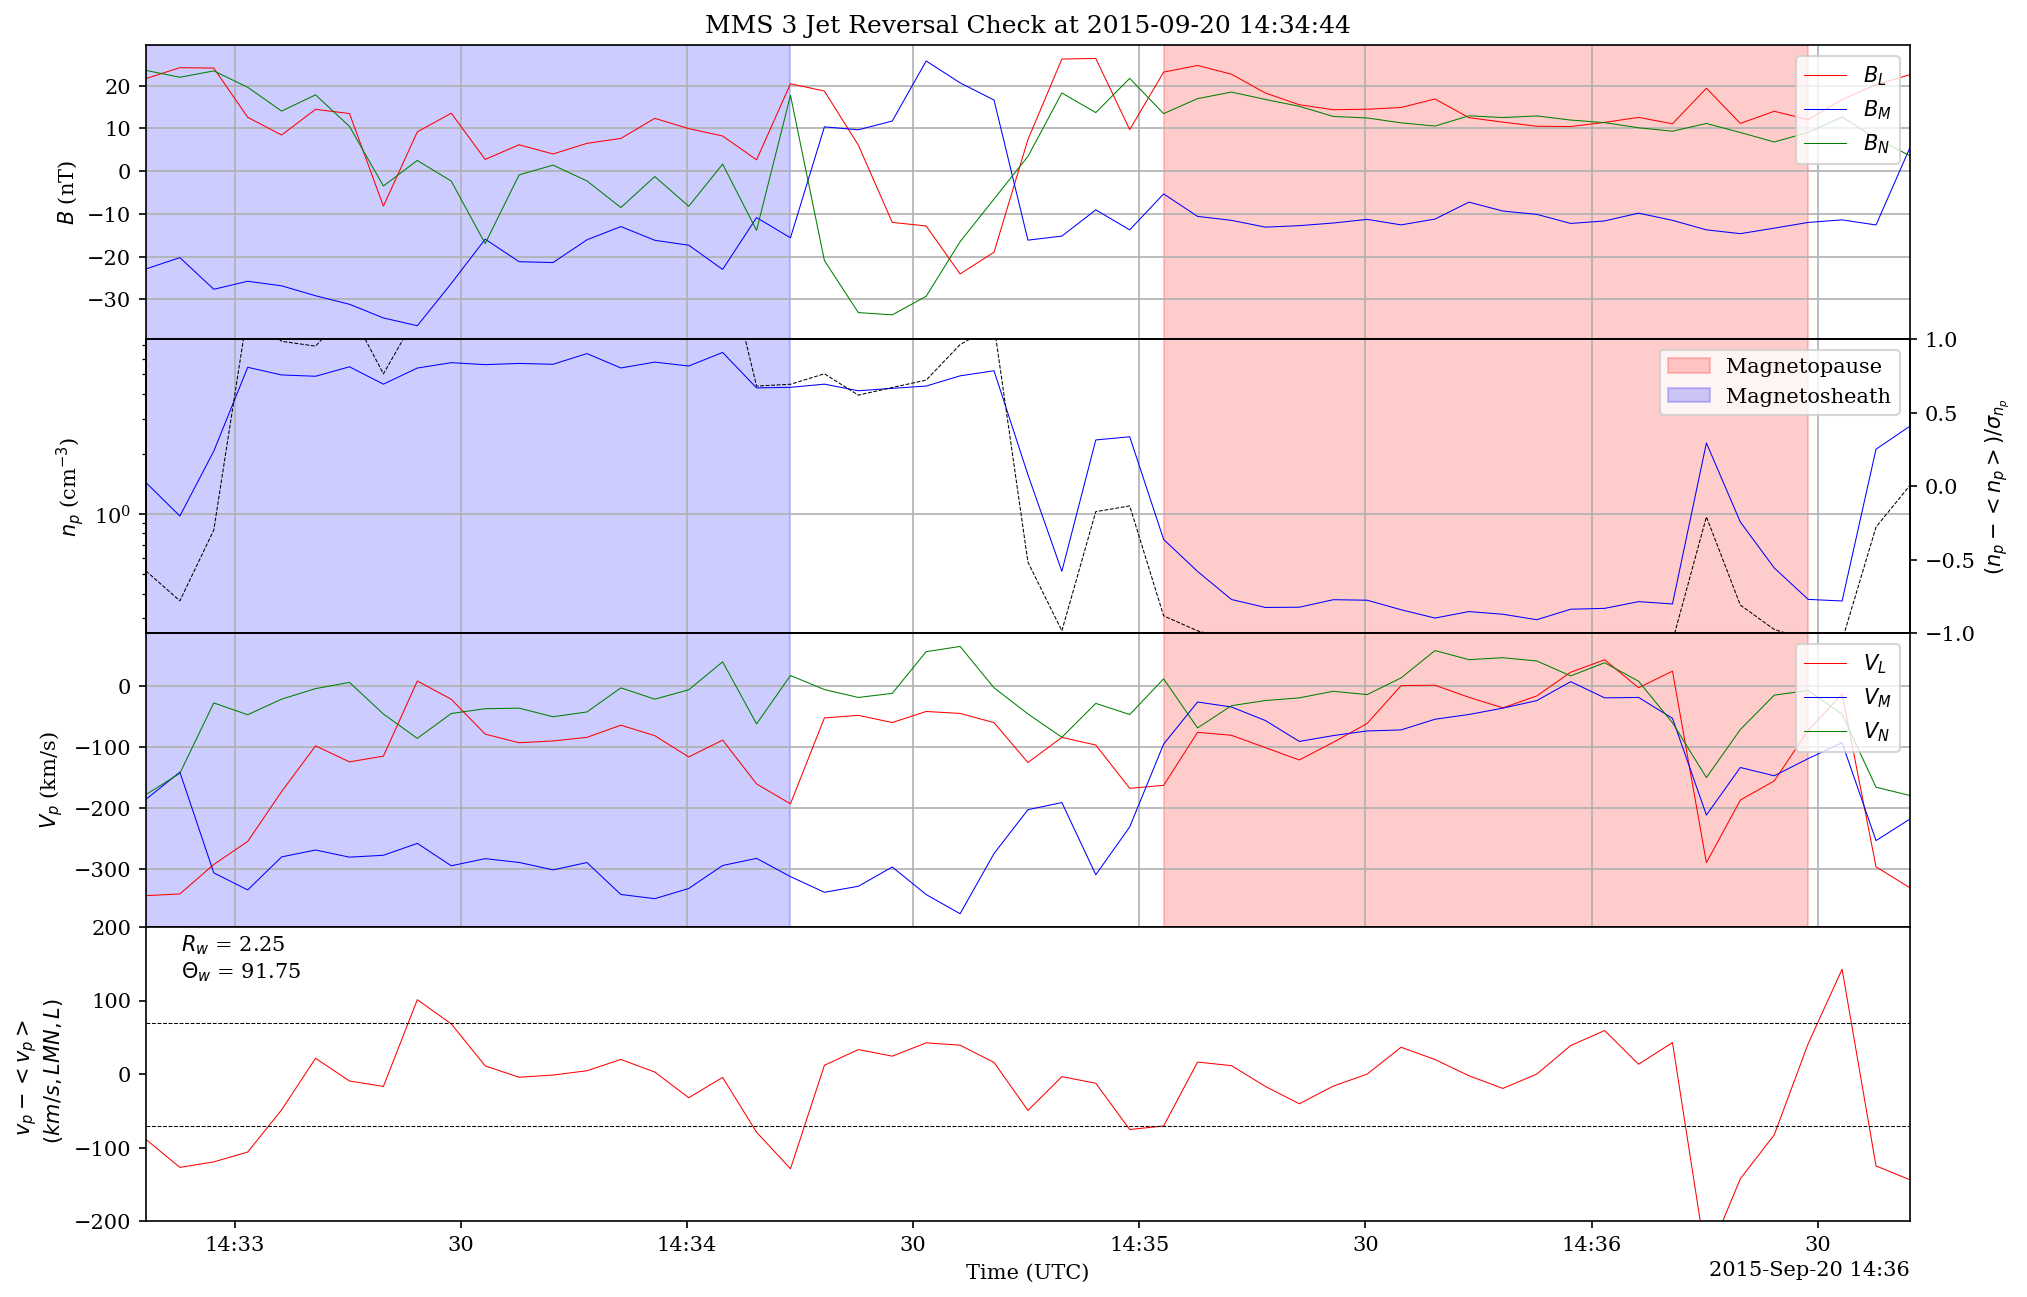 MMS 3 Jet Reversal Check at 2015-09-20 14:34:44
B (nT)
20
10
0
−10
−20
−30
B_L
B_M
B_N
n_p (cm^{−3})
10^0
1.0
0.5
0.0
−0.5
−1.0
(n_p − < n_p >)/σ_{n_p}
Magnetopause
Magnetosheath
V_p (km/s)
0
−100
−200
−300
V_L
V_M
V_N
v_p − < v_p >
(km/s, LMN, L)
200
100
0
−100
−200
R_w = 2.25
Θ_w = 91.75
14:33
30
14:34
30
14:35
30
14:36
30
Time (UTC)
2015-Sep-20 14:36